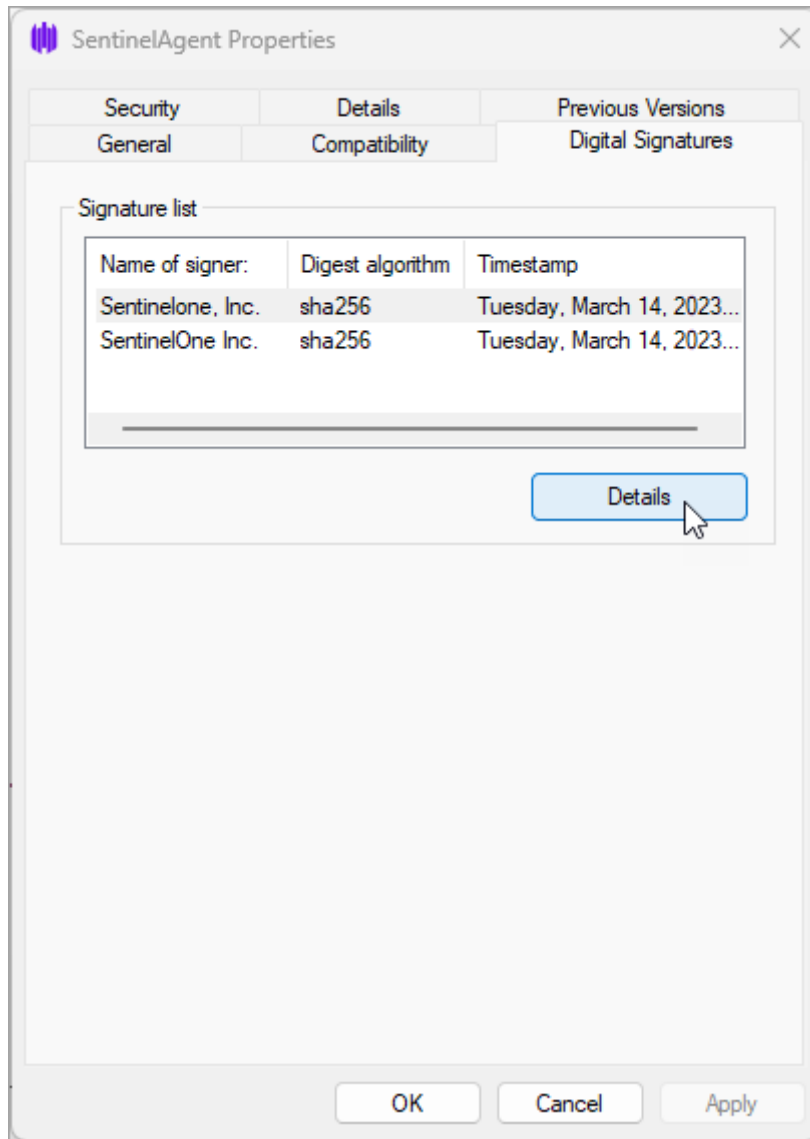 SentinelAgent Properties
Security Details Previous Versions
General Compatibility Digital Signatures
Signature list
Name of signer: Digest algorithm Timestamp
Sentinelone, Inc. sha256 Tuesday, March 14, 2023...
SentinelOne Inc. sha256 Tuesday, March 14, 2023...
Details
OK Cancel Apply